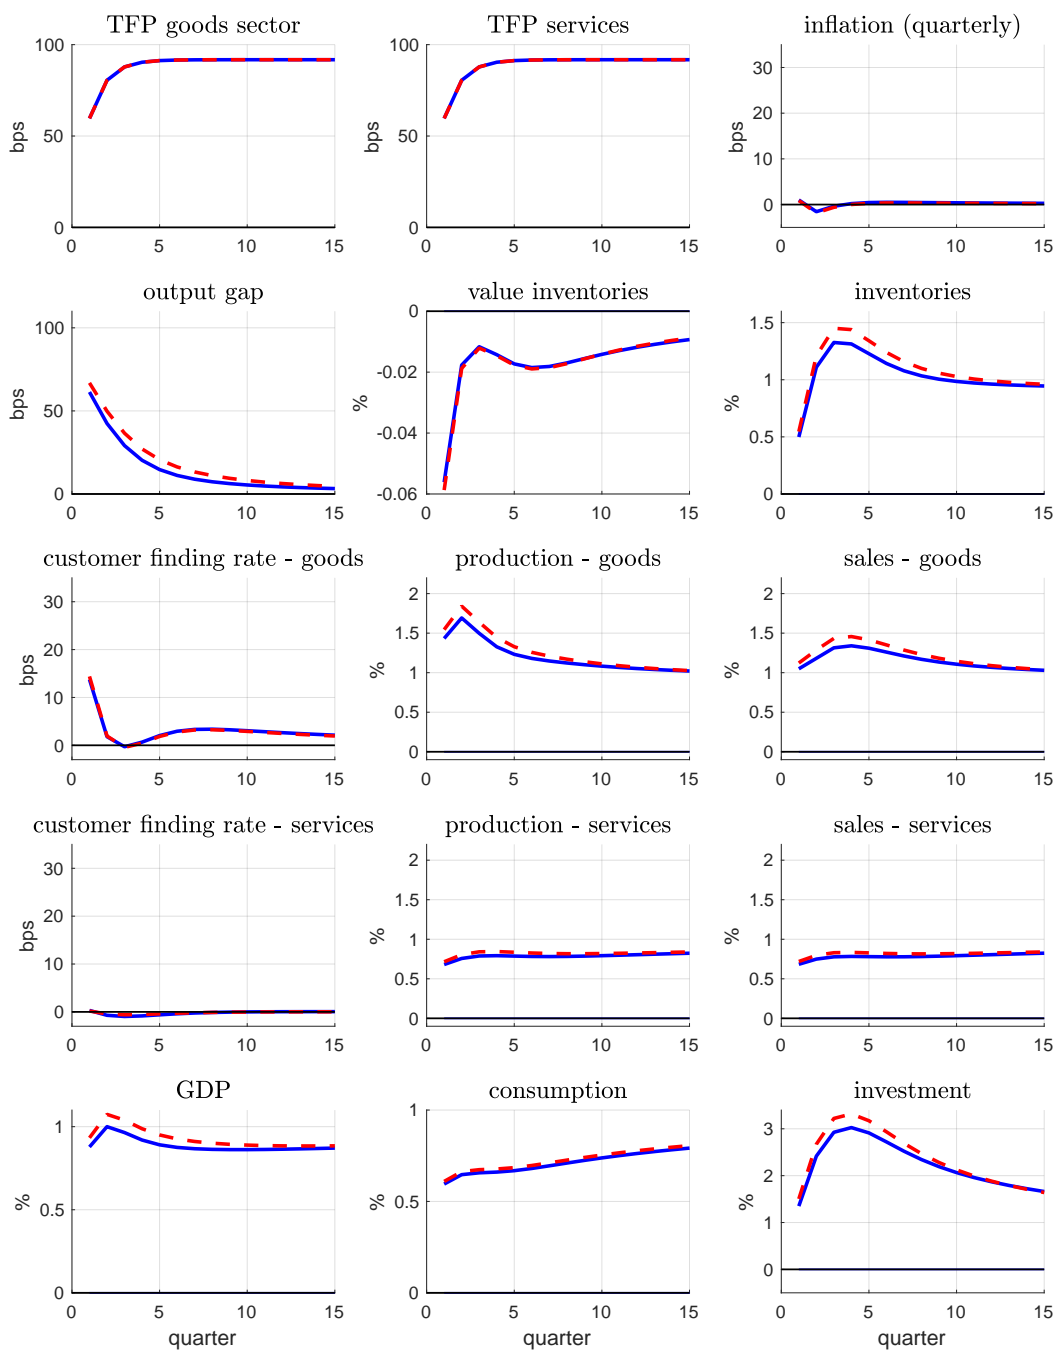 TFP goods sector
TFP services
inflation (quarterly)
bps
100
50
0
0 5 10 15
bps
100
50
0
0 5 10 15
bps
30
20
10
0
0 5 10 15
output gap
value inventories
inventories
bps
100
50
0
0 5 10 15
%
0
-0.02
-0.04
-0.06
0 5 10 15
%
1.5
1
0.5
0
0 5 10 15
customer finding rate - goods
production - goods
sales - goods
bps
30
20
10
0
0 5 10 15
%
2
1.5
1
0.5
0
0 5 10 15
%
2
1.5
1
0.5
0
0 5 10 15
customer finding rate - services
production - services
sales - services
bps
30
20
10
0
0 5 10 15
%
2
1.5
1
0.5
0
0 5 10 15
%
2
1.5
1
0.5
0
0 5 10 15
GDP
consumption
investment
%
1
0.5
0
0 5 10 15
quarter
%
1
0.5
0
0 5 10 15
quarter
%
3
2
1
0
0 5 10 15
quarter